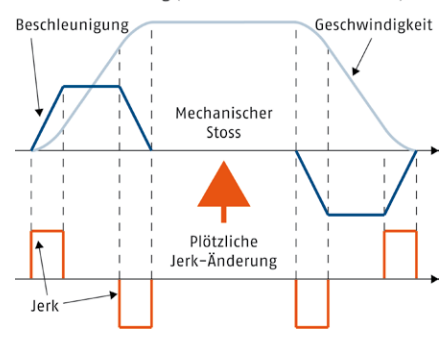 Beschleunigung
Geschwindigkeit
Mechanischer
Stoss
Plötzliche
Jerk-Änderung
Jerk